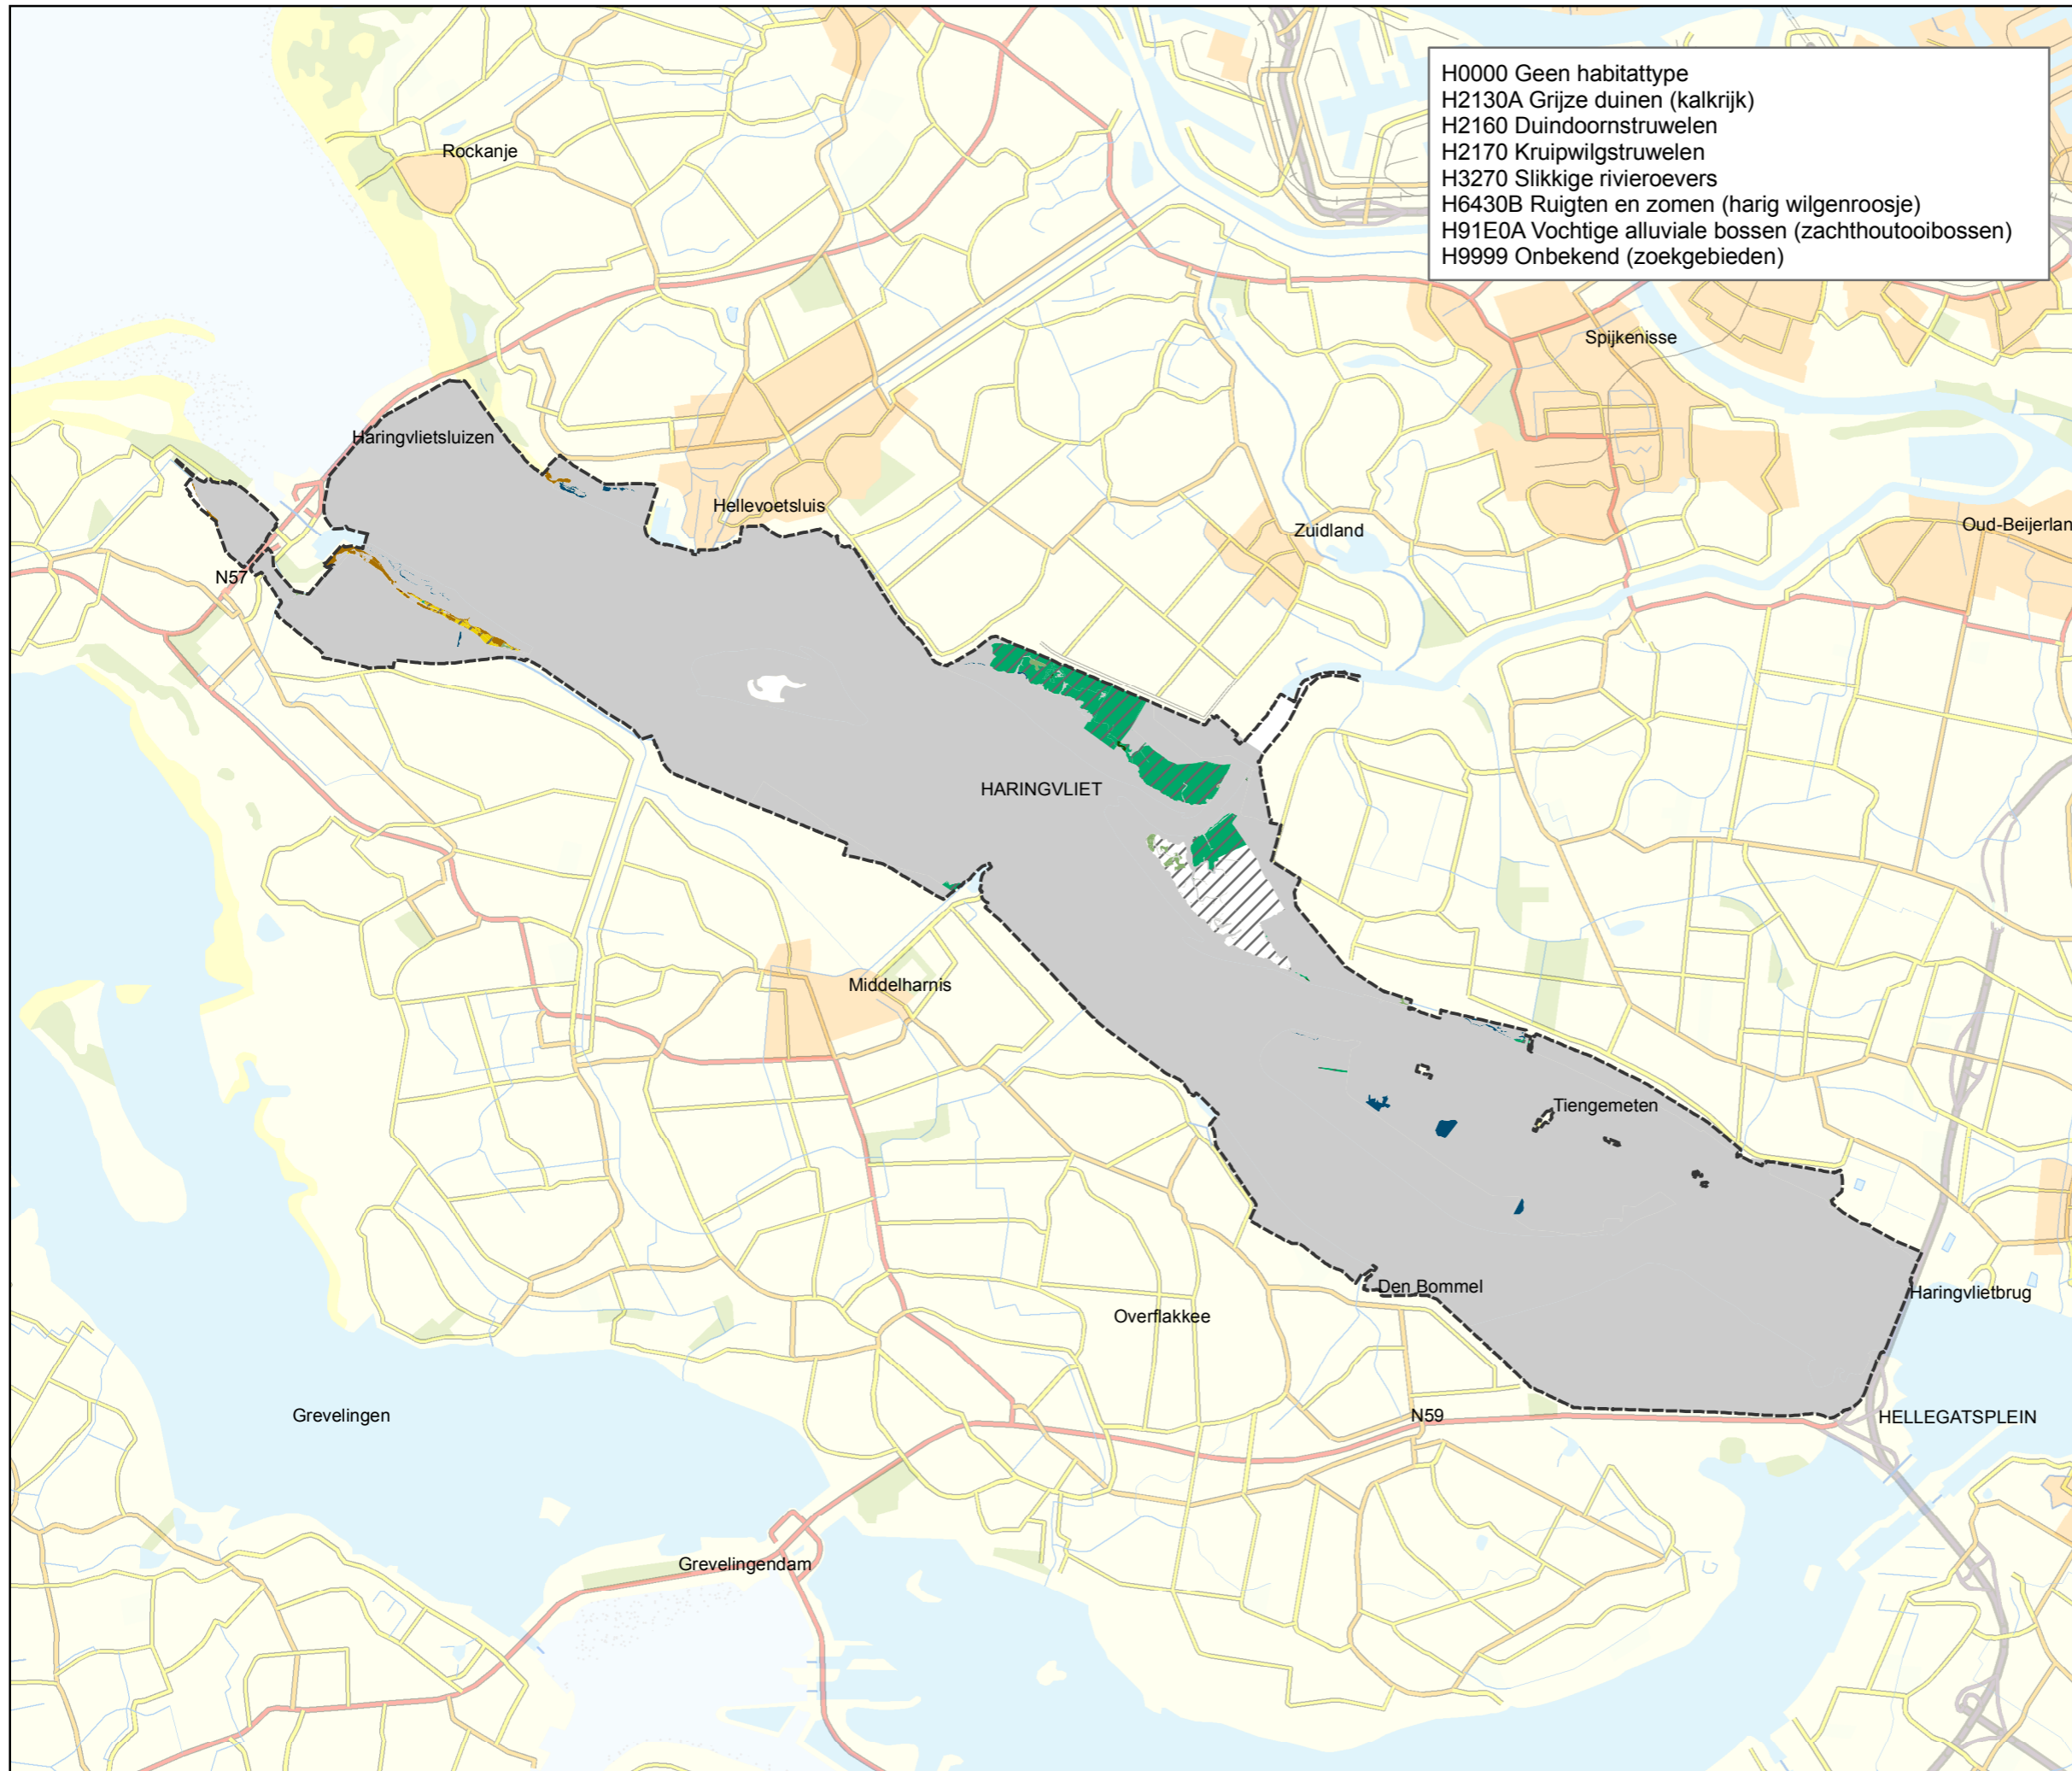 H0000 Geen habitattype
H2130A Grijze duinen (kalkrijk)
H2160 Duindoornstruwelen
H2170 Kruipwilgstruwelen
H3270 Slikkige rivieroevers
H6430B Ruigten en zomen (harig wilgenroosje)
H91E0A Vochtige alluviale bossen (zachthoutooibossen)
H9999 Onbekend (zoekgebieden)
Rockanje
Spijkenisse
Haringvlietsluizen
Hellevoetsluis
Zuidland
Oud-Beijerlan
N57
HARINGVLIET
Middelharnis
Tiengemeten
Den Bommel
Haringvlietbrug
Overflakkee
Grevelingen
N59
HELLEGATSPLEIN
Grevelingendam